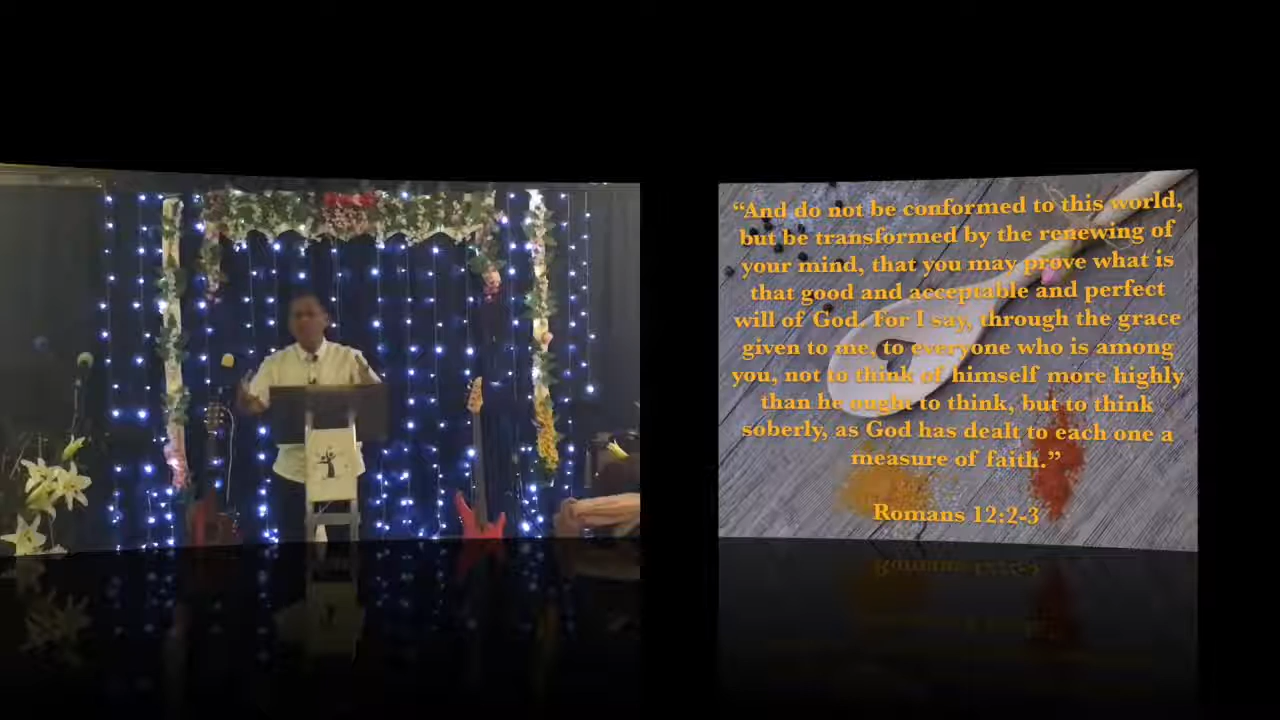 “And do not be conformed to this world,
but be transformed by the renewing of
your mind, that you may prove what is
that good and acceptable and perfect
will of God. For I say, through the grace
given to me, to everyone who is among
you, not to think of himself more highly
than he ought to think, but to think
soberly, as God has dealt to each one a
measure of faith.”
Romans 12:2-3